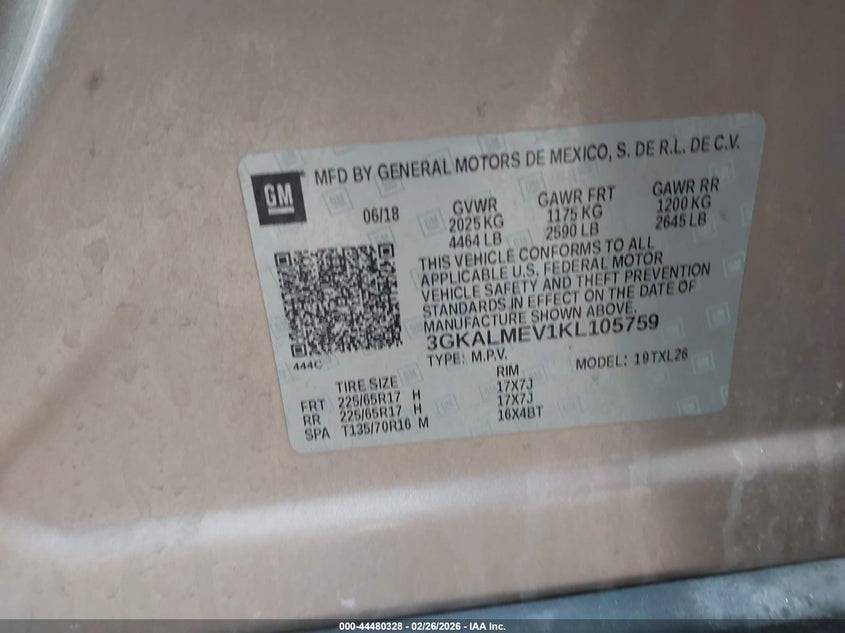 GM
MFD BY GENERAL MOTORS DE MEXICO, S. DE R.L. DE C.V.
06/18
GVWR GAWR FRT GAWR RR
2025 KG 1175 KG 1200 KG
4464 LB 2590 LB 2645 LB
THIS VEHICLE CONFORMS TO ALL
APPLICABLE U.S. FEDERAL MOTOR
VEHICLE SAFETY AND THEFT PREVENTION
STANDARDS IN EFFECT ON THE DATE OF
MANUFACTURE SHOWN ABOVE.
3GKALMEV1KL105759
444C
TYPE: M.P.V. MODEL: 19TXL26
TIRE SIZE RIM
FRT 225/65R17 H 17X7J
RR 225/65R17 H 17X7J
SPA T135/70R16 M 16X4BT
000-44480328 - 02/26/2026 - IAA Inc.